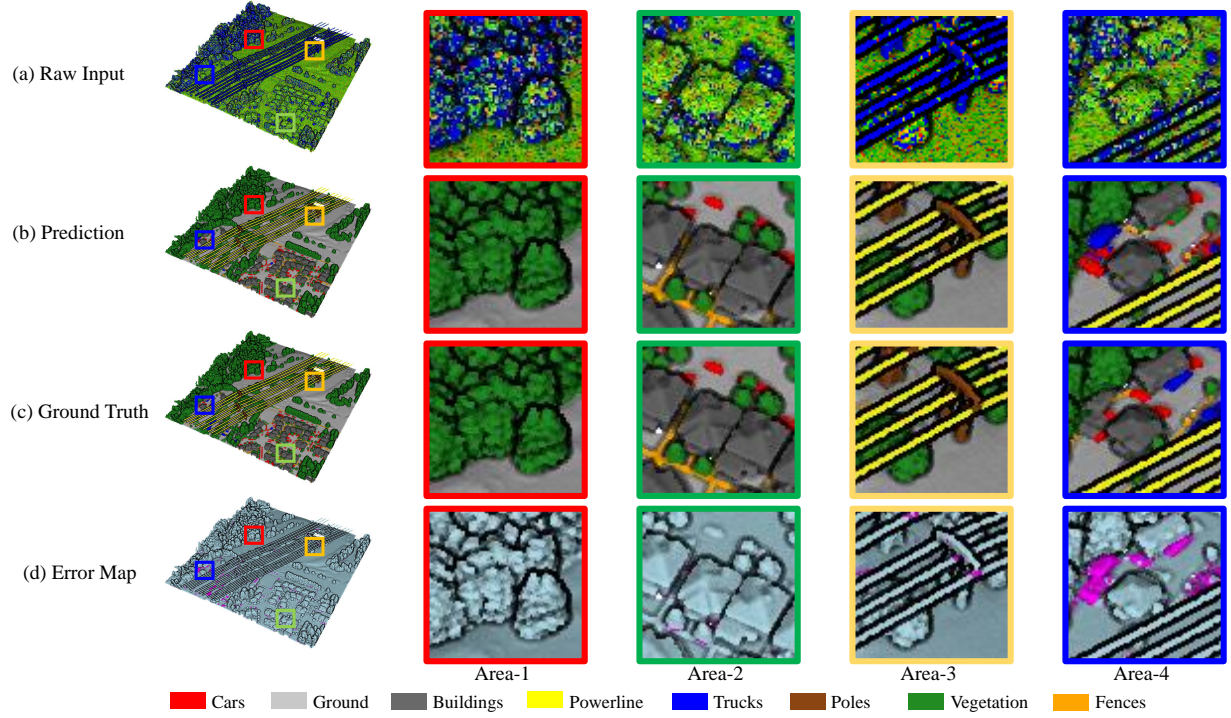 (a) Raw Input
(b) Prediction
(c) Ground Truth
(d) Error Map
Area-1 Area-2 Area-3 Area-4
Cars Ground Buildings Powerline Trucks Poles Vegetation Fences